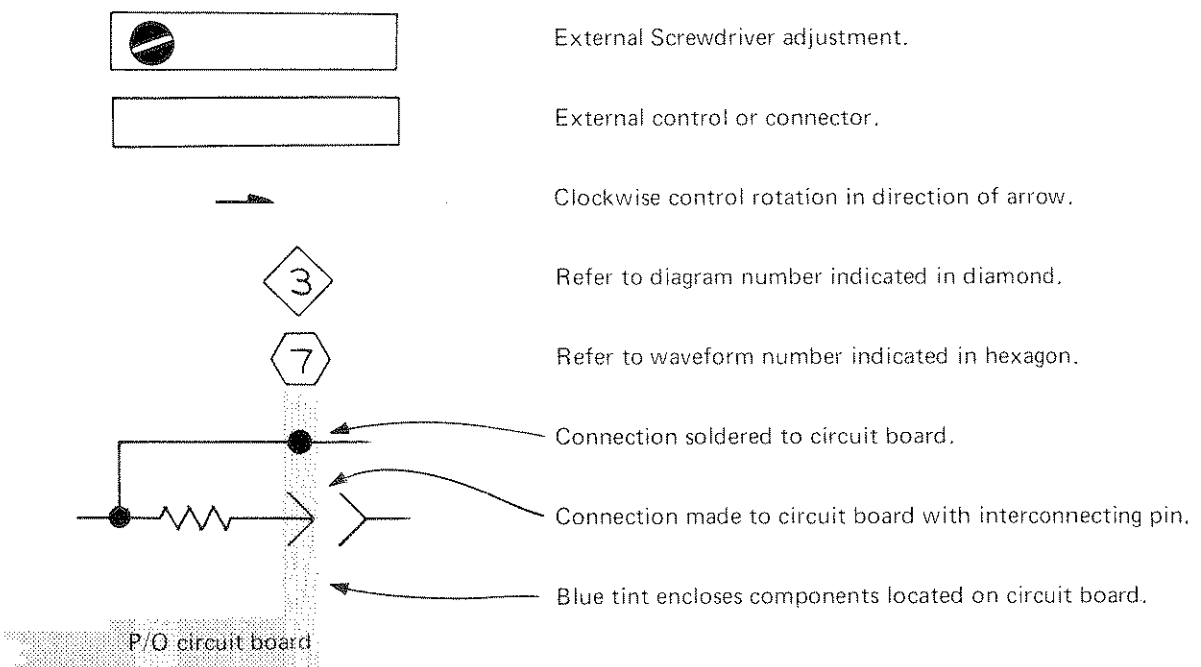 External Screwdriver adjustment.
External control or connector.
Clockwise control rotation in direction of arrow.
3
Refer to diagram number indicated in diamond.
7
Refer to waveform number indicated in hexagon.
Connection soldered to circuit board.
Connection made to circuit board with interconnecting pin.
Blue tint encloses components located on circuit board.
P/O circuit board